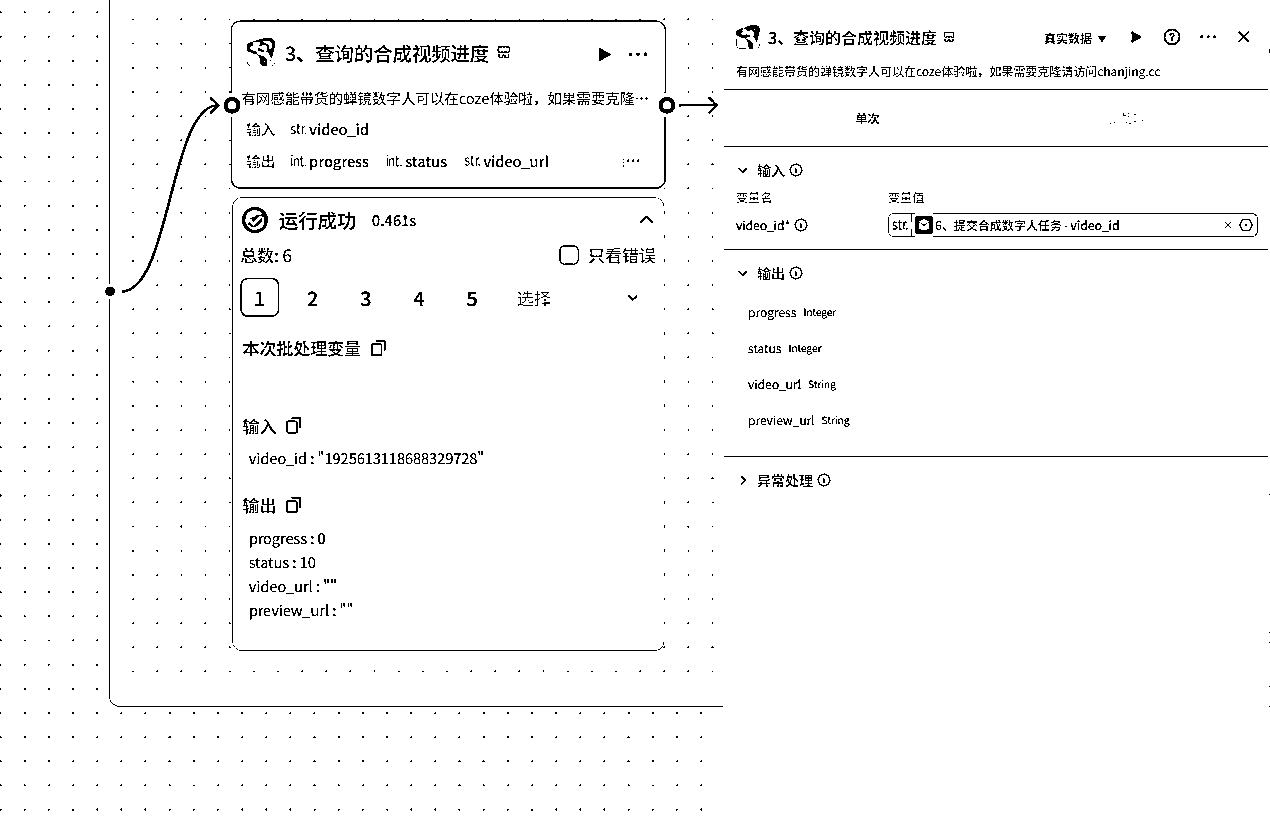 3、查询的合成视频进度
有网感能带货的蝉镜数字人可以在coze体验啦，如果需要克隆…
输入 str. video_id
输出 int. progress int. status str. video_url
运行成功 0.461s
总数: 6 只看错误
1 2 3 4 5 选择
本次批处理变量
输入
video_id : "1925613118688329728"
输出
progress : 0
status : 10
video_url : ""
preview_url : ""
3、查询的合成视频进度 真实数据
有网感能带货的蝉镜数字人可以在coze体验啦，如果需要克隆请访问chanjing.cc
单次
输入
变量名 变量值
video_id* str. 6、提交合成数字人任务 - video_id
输出
progress Integer
status Integer
video_url String
preview_url String
异常处理